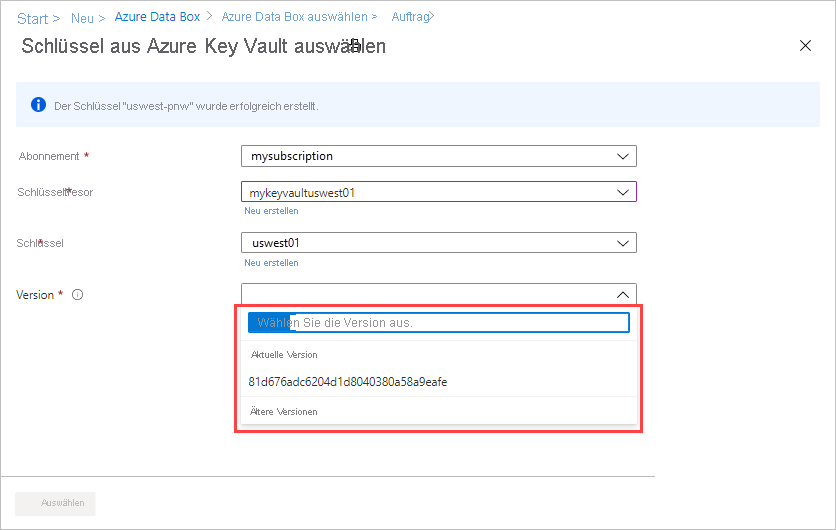 Start > Neu > Azure Data Box > Azure Data Box auswählen > Auftrag >
Schlüssel aus Azure Key Vault auswählen
Der Schlüssel "uswest-pnw" wurde erfolgreich erstellt.
Abonnement * mysubscription
Schlüsseltresor * mykeyvaultuswest01
Neu erstellen
Schlüssel * uswest01
Neu erstellen
Version *
Wählen Sie die Version aus.
Aktuelle Version
81d676adc6204d1d8040380a58a9eafe
Ältere Versionen
Auswählen